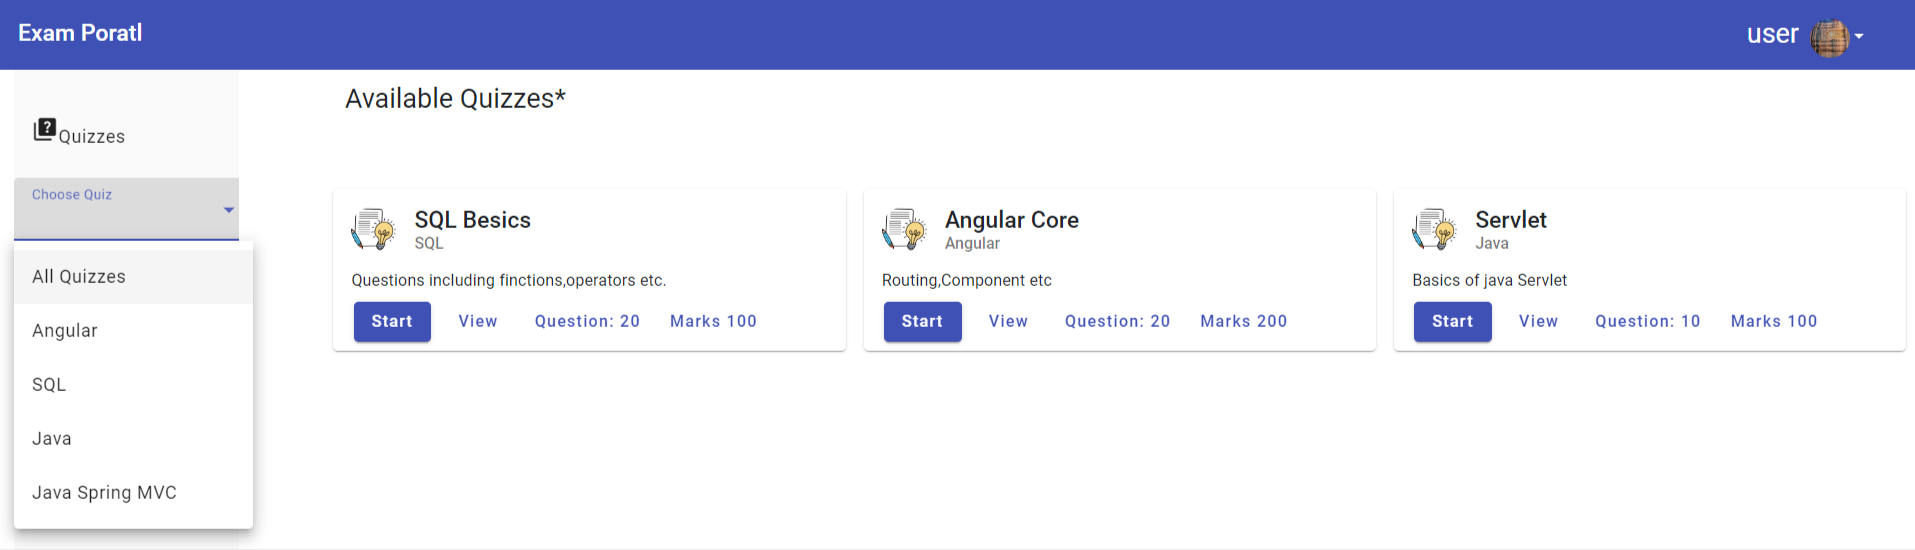 Exam Poratl
user
Quizzes
Choose Quiz
All Quizzes
Angular
SQL
Java
Java Spring MVC
Available Quizzes*
SQL Besics
SQL
Questions including finctions,operators etc.
Start View Question: 20 Marks 100
Angular Core
Angular
Routing,Component etc
Start View Question: 20 Marks 200
Servlet
Java
Basics of java Servlet
Start View Question: 10 Marks 100